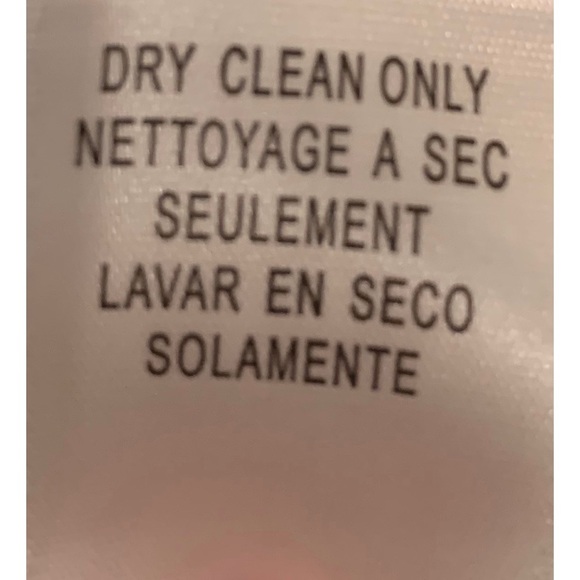 DRY CLEAN ONLY
NETTOYAGE A SEC
SEULEMENT
LAVAR EN SECO
SOLAMENTE